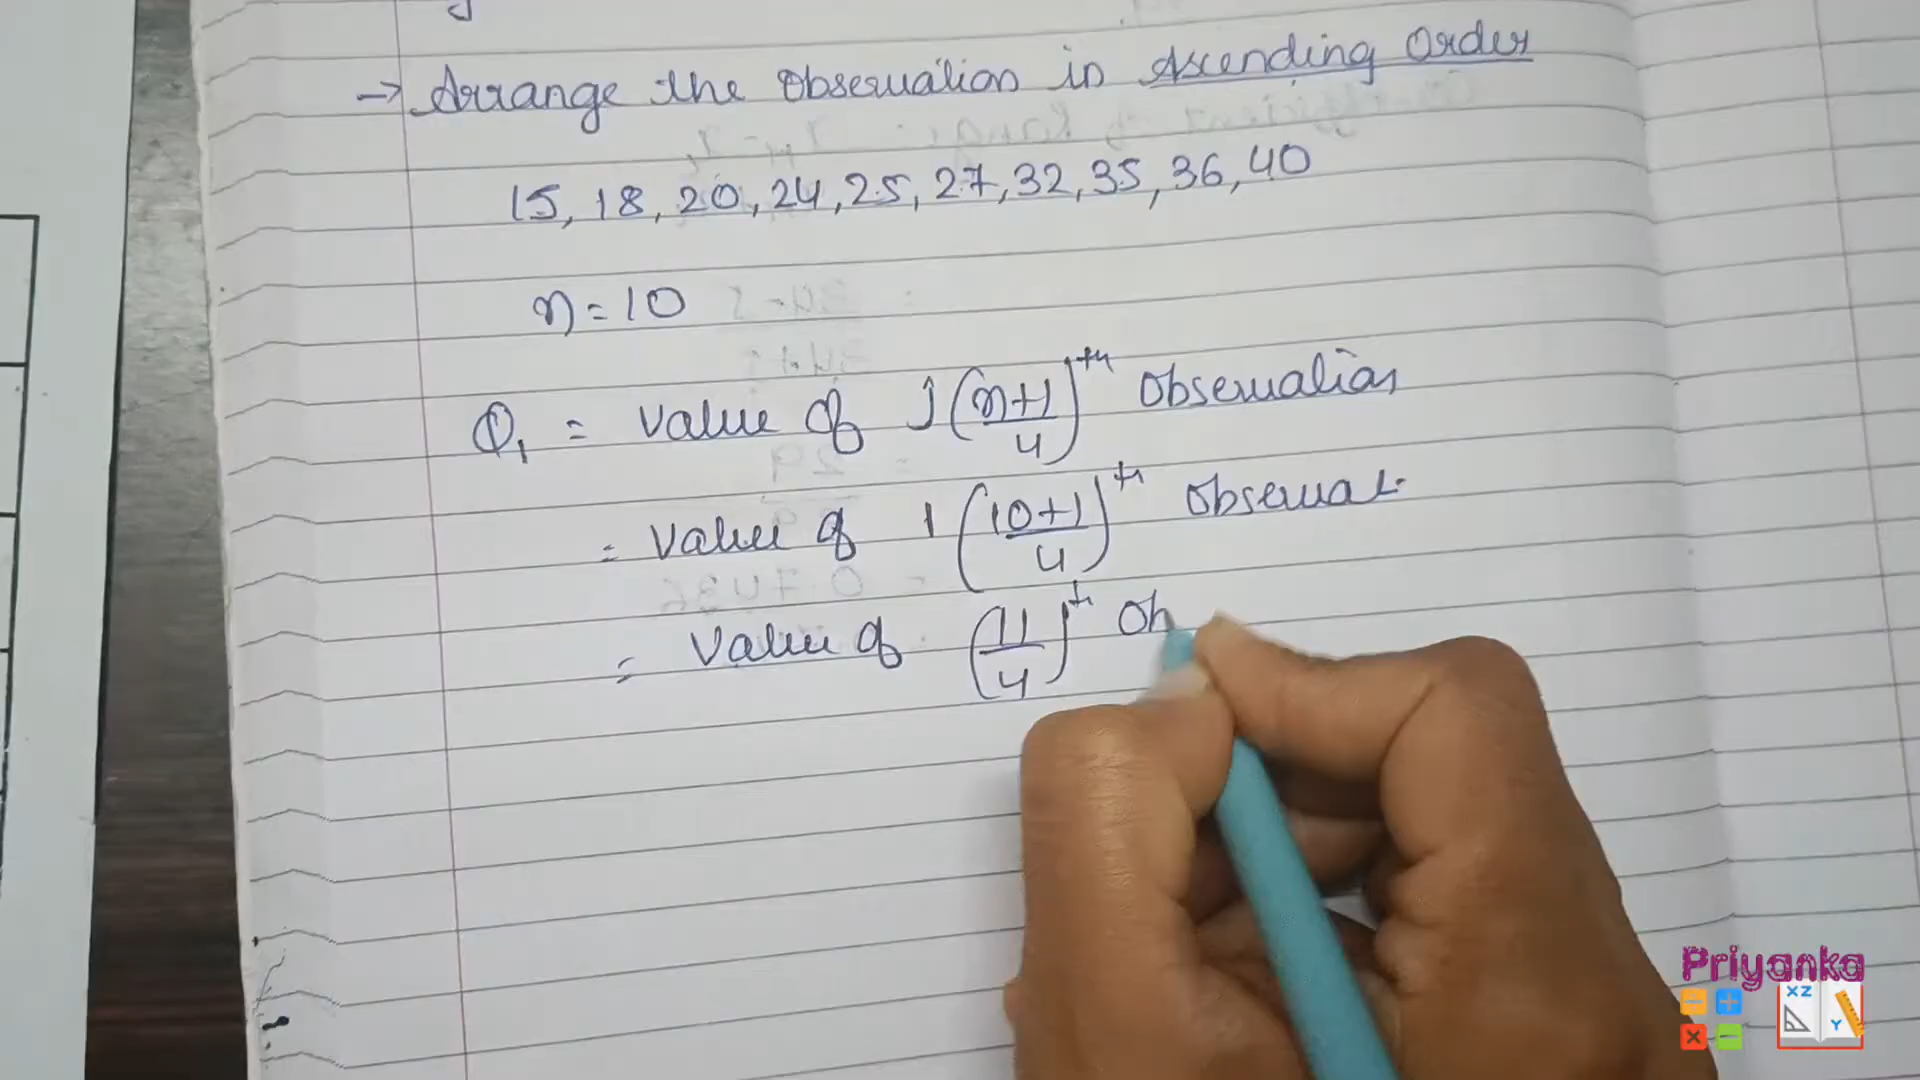 → Arrange the Observation in Ascending Order
15, 18, 20, 24, 25, 27, 32, 35, 36, 40
n = 10
Q₁ = Value of J (n+1/4)th Observation
= Value of 1 (10+1/4)th Observat.
= Value of (11/4)th Ob
Priyanka
XZ
Y